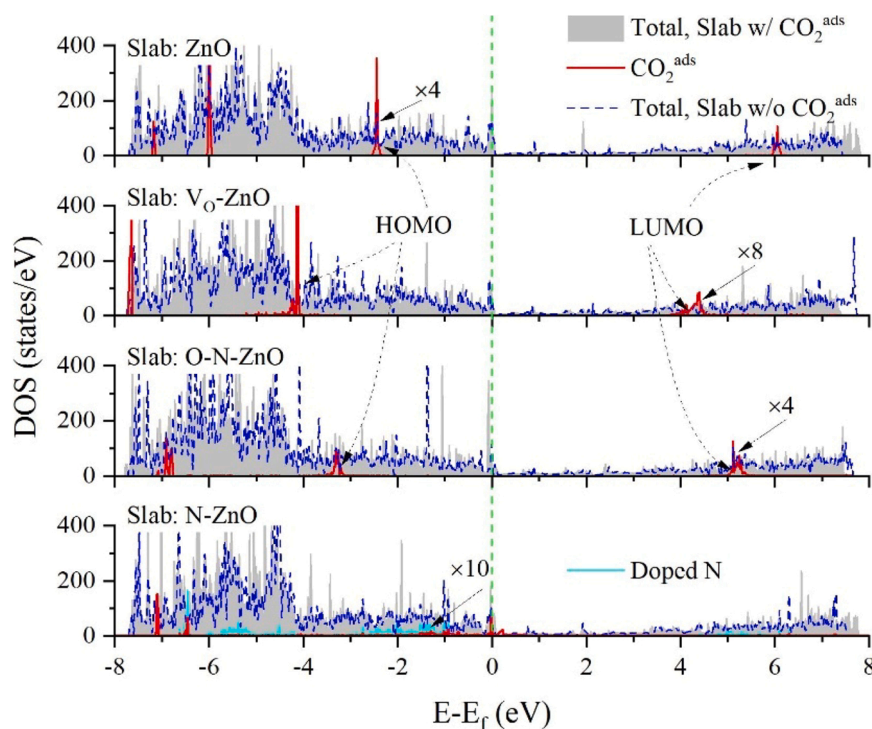 Slab: ZnO
Total, Slab w/ CO₂ᵃᵈˢ
CO₂ᵃᵈˢ
Total, Slab w/o CO₂ᵃᵈˢ
×4
400
200
0
Slab: V_O-ZnO
HOMO
LUMO
×8
400
200
0
Slab: O-N-ZnO
×4
400
200
0
Slab: N-ZnO
×10
Doped N
400
200
0
DOS (states/eV)
-8 -6 -4 -2 0 2 4 6 8
E-E_f (eV)